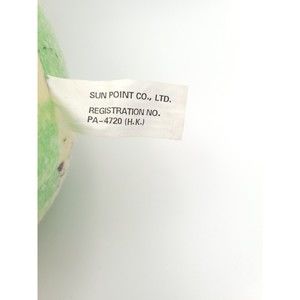 SUN POINT CO., LTD.
REGISTRATION NO.
PA-4720 (H.K.)